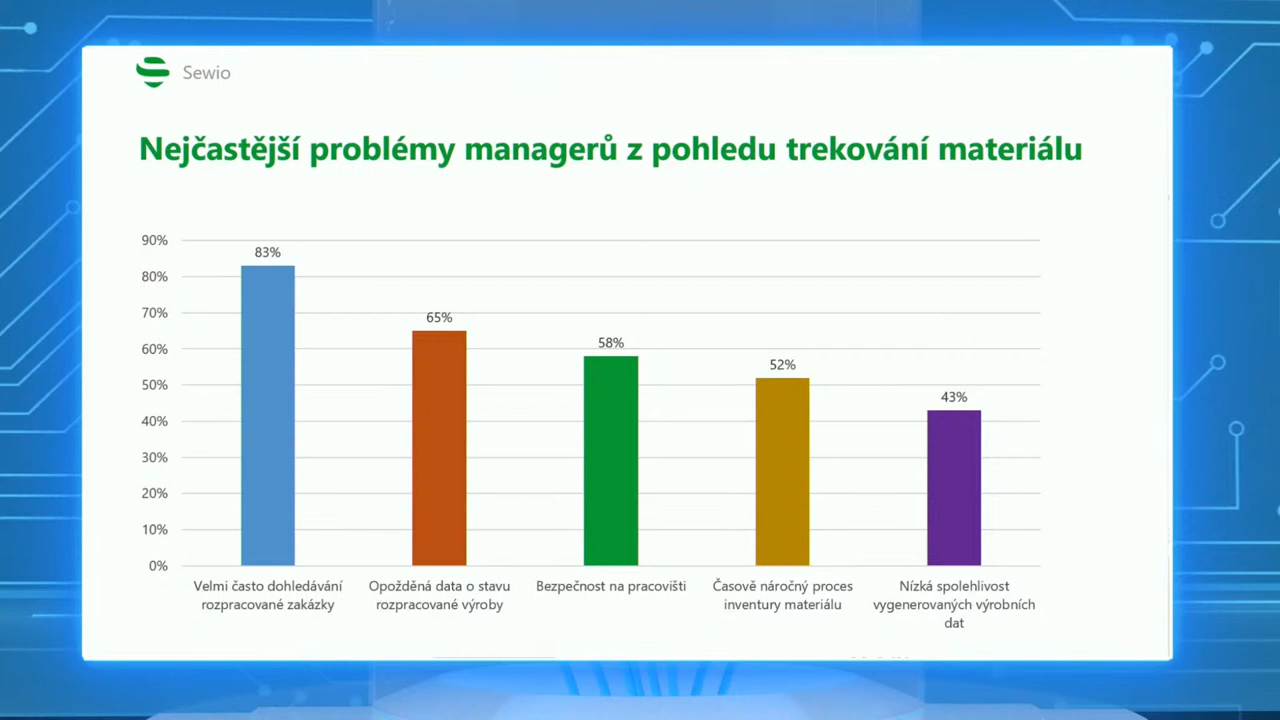 Sewio
Nejčastější problémy managerů z pohledu trekování materiálu
90%
80%
70%
60%
50%
40%
30%
20%
10%
0%
83%
65%
58%
52%
43%
Velmi často dohledávání
rozpracované zakázky
Opožděná data o stavu
rozpracované výroby
Bezpečnost na pracovišti
Časově náročný proces
inventury materiálu
Nízká spolehlivost
vygenerovaných výrobních
dat